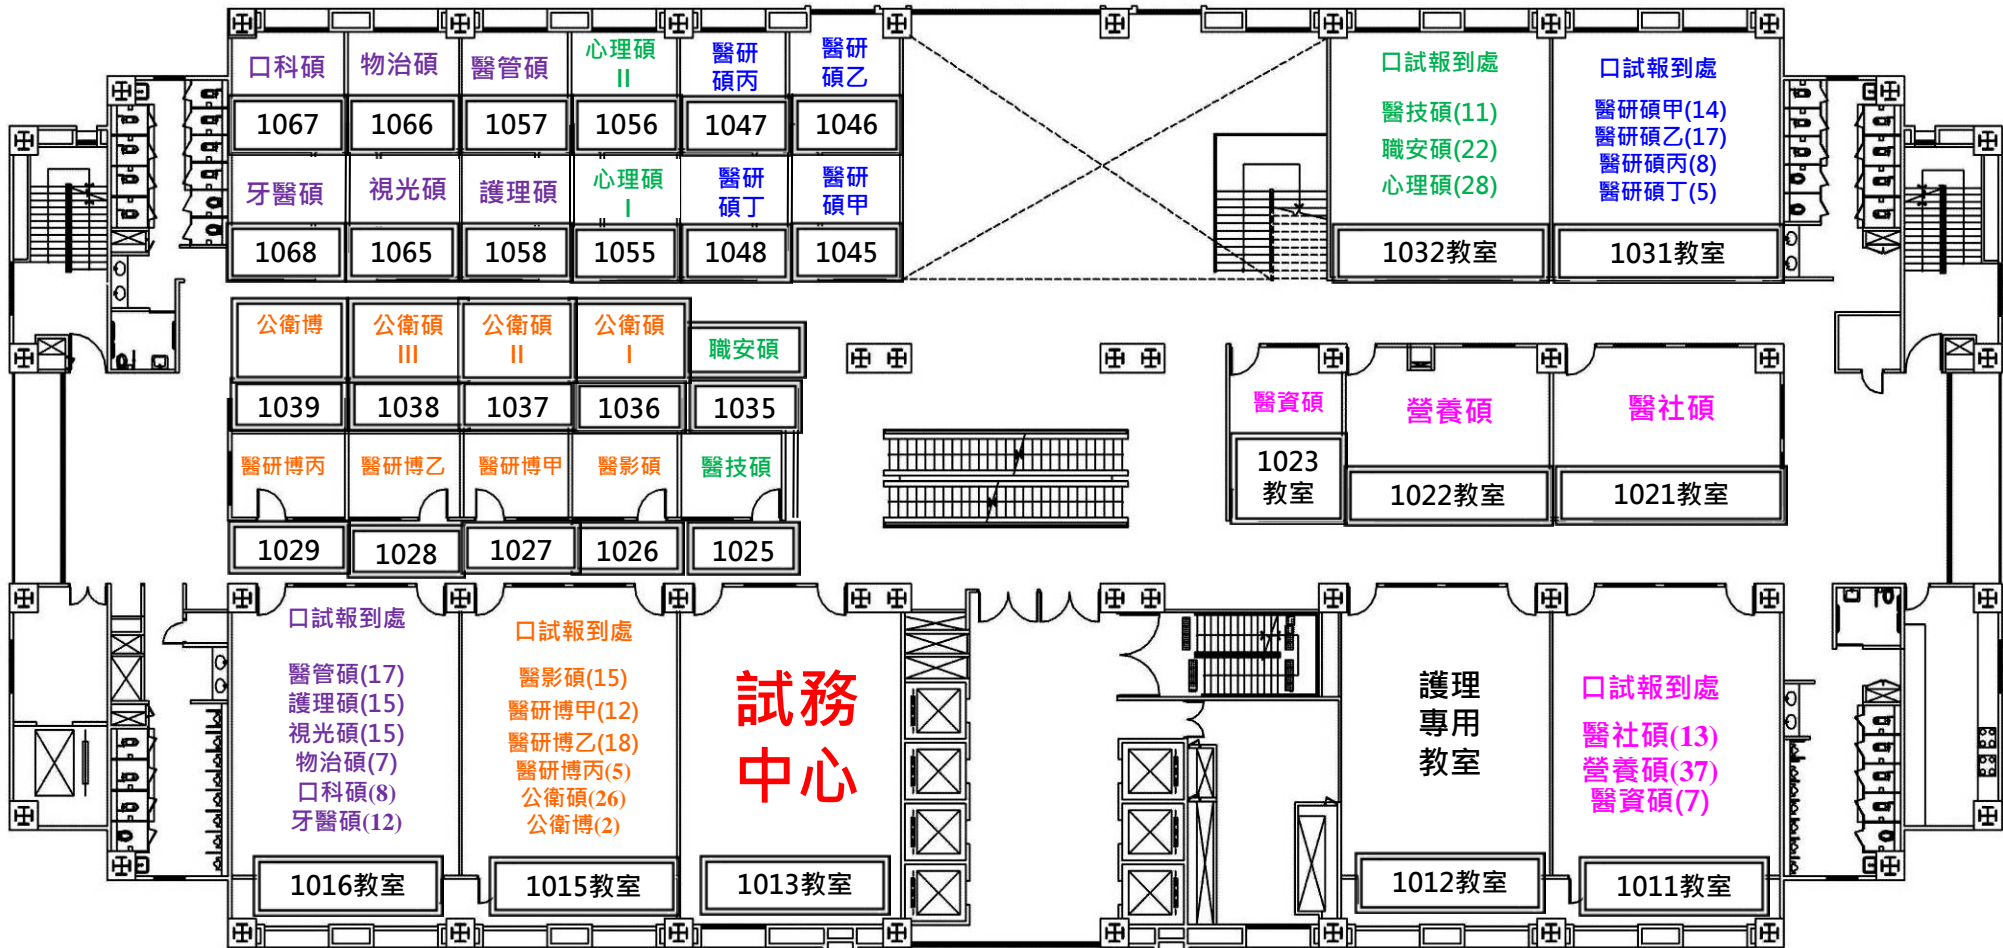 口科碩
物治碩
醫管碩
心理碩
II
醫研
碩丙
醫研
碩乙
1067
1066
1057
1056
1047
1046
牙醫碩
視光碩
護理碩
心理碩
I
醫研
碩丁
醫研
碩甲
1068
1065
1058
1055
1048
1045
口試報到處
醫技碩(11)
職安碩(22)
心理碩(28)
1032教室
口試報到處
醫研碩甲(14)
醫研碩乙(17)
醫研碩丙(8)
醫研碩丁(5)
1031教室
公衛博
公衛碩
III
公衛碩
II
公衛碩
I
職安碩
1039
1038
1037
1036
1035
醫研博丙
醫研博乙
醫研博甲
醫影碩
醫技碩
1029
1028
1027
1026
1025
醫資碩
營養碩
醫社碩
1023
教室
1022教室
1021教室
口試報到處
醫管碩(17)
護理碩(15)
視光碩(15)
物治碩(7)
口科碩(8)
牙醫碩(12)
1016教室
口試報到處
醫影碩(15)
醫研博甲(12)
醫研博乙(18)
醫研博丙(5)
公衛碩(26)
公衛博(2)
1015教室
試務
中心
1013教室
護理
專用
教室
1012教室
口試報到處
醫社碩(13)
營養碩(37)
醫資碩(7)
1011教室